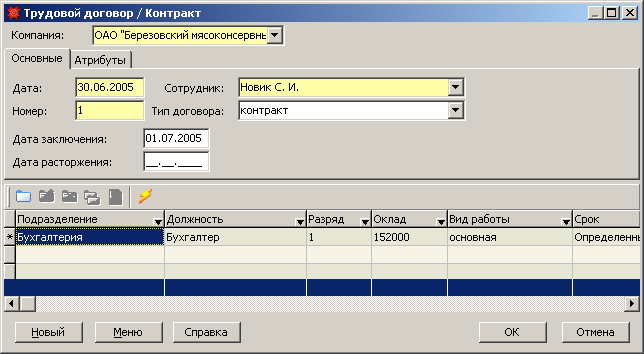 Трудовой договор / Контракт
Компания: ОАО "Березовский мясоконсервнь
Основные Атрибуты
Дата: 30.06.2005 Сотрудник: Новик С. И.
Номер: 1 Тип договора: контракт
Дата заключения: 01.07.2005
Дата расторжения: __.__.____
Подразделение Должность Разряд Оклад Вид работы Срок
* Бухгалтерия Бухгалтер 1 152000 основная Определеннь
Новый Меню Справка ОК Отмена